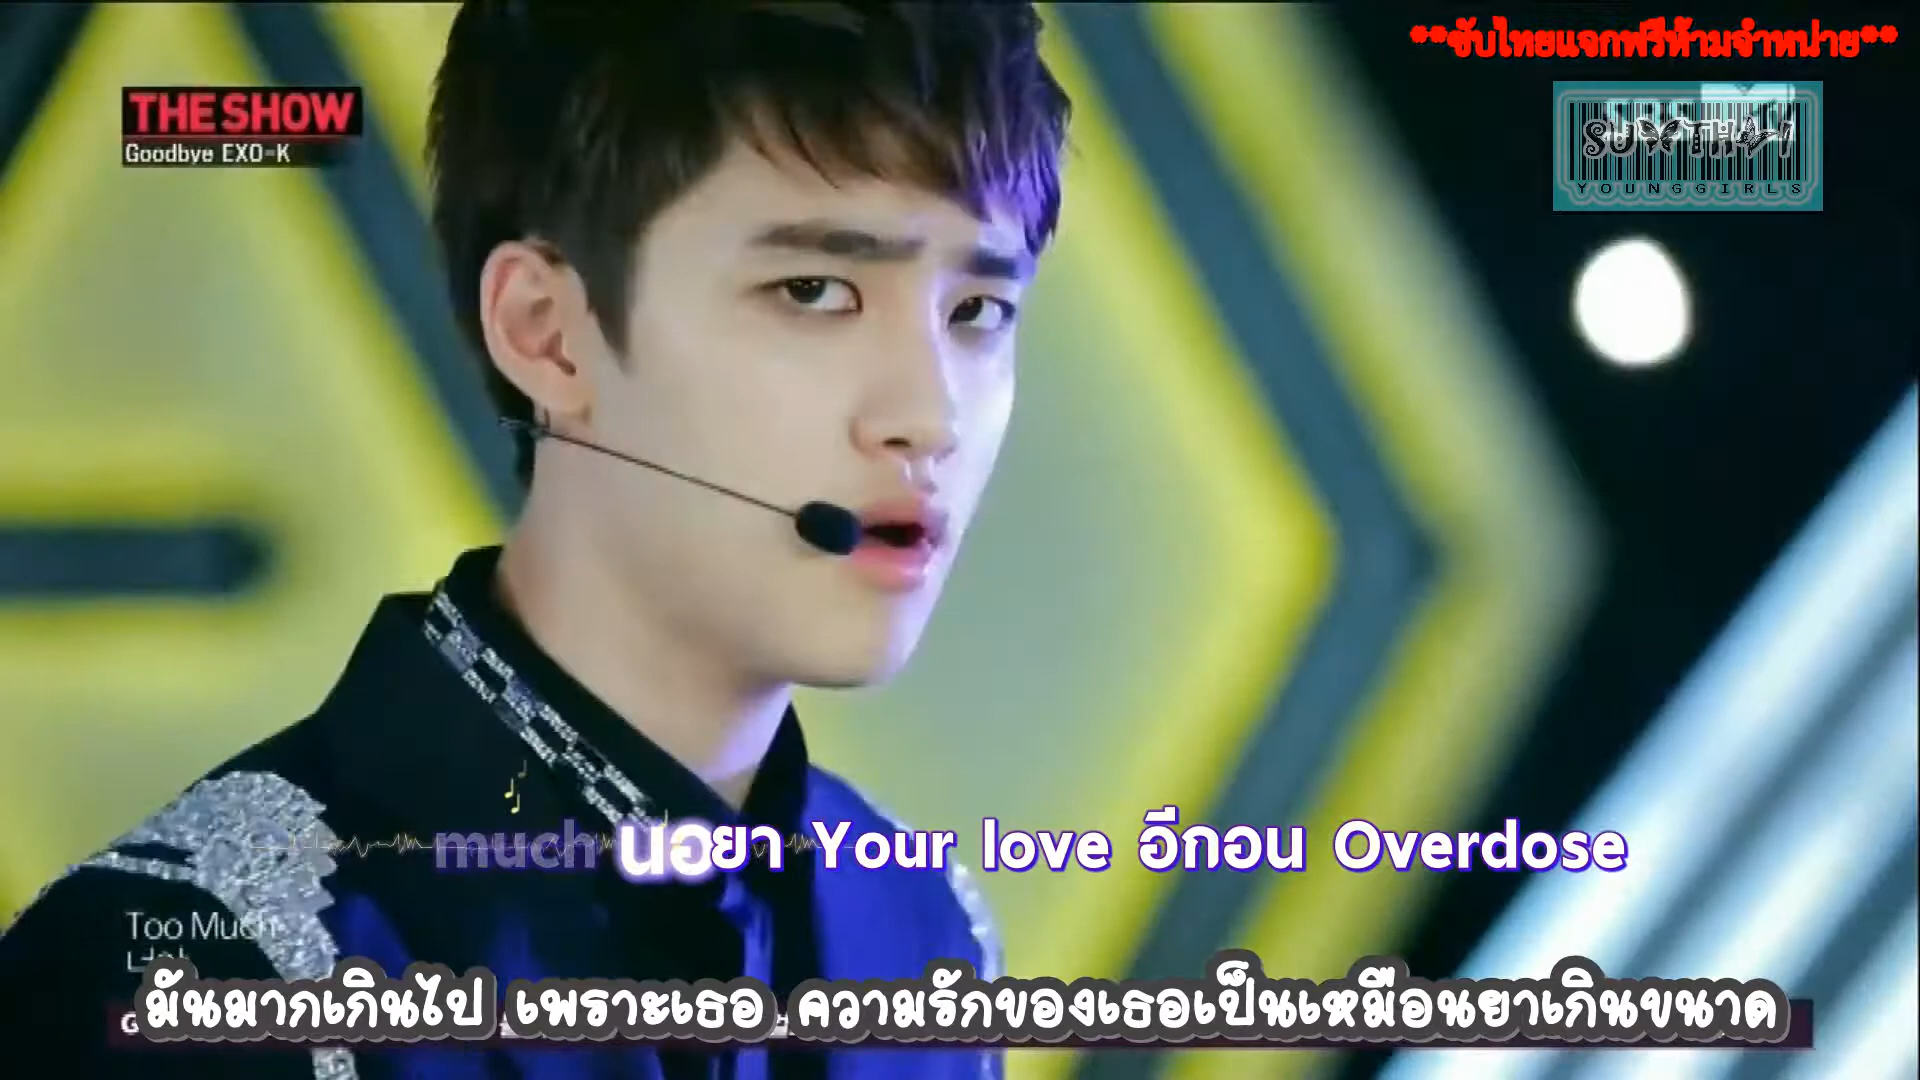 **ซับไทยแจกฟรีห้ามจำหน่าย**
THE SHOW
Goodbye EXO-K
SUBTHAI
YOUNGGIRLS
much นอยา Your love อีกอน Overdose
Too Much
มันมากเกินไป เพราะเธอ ความรักของเธอเป็นเหมือนยาเกินขนาด